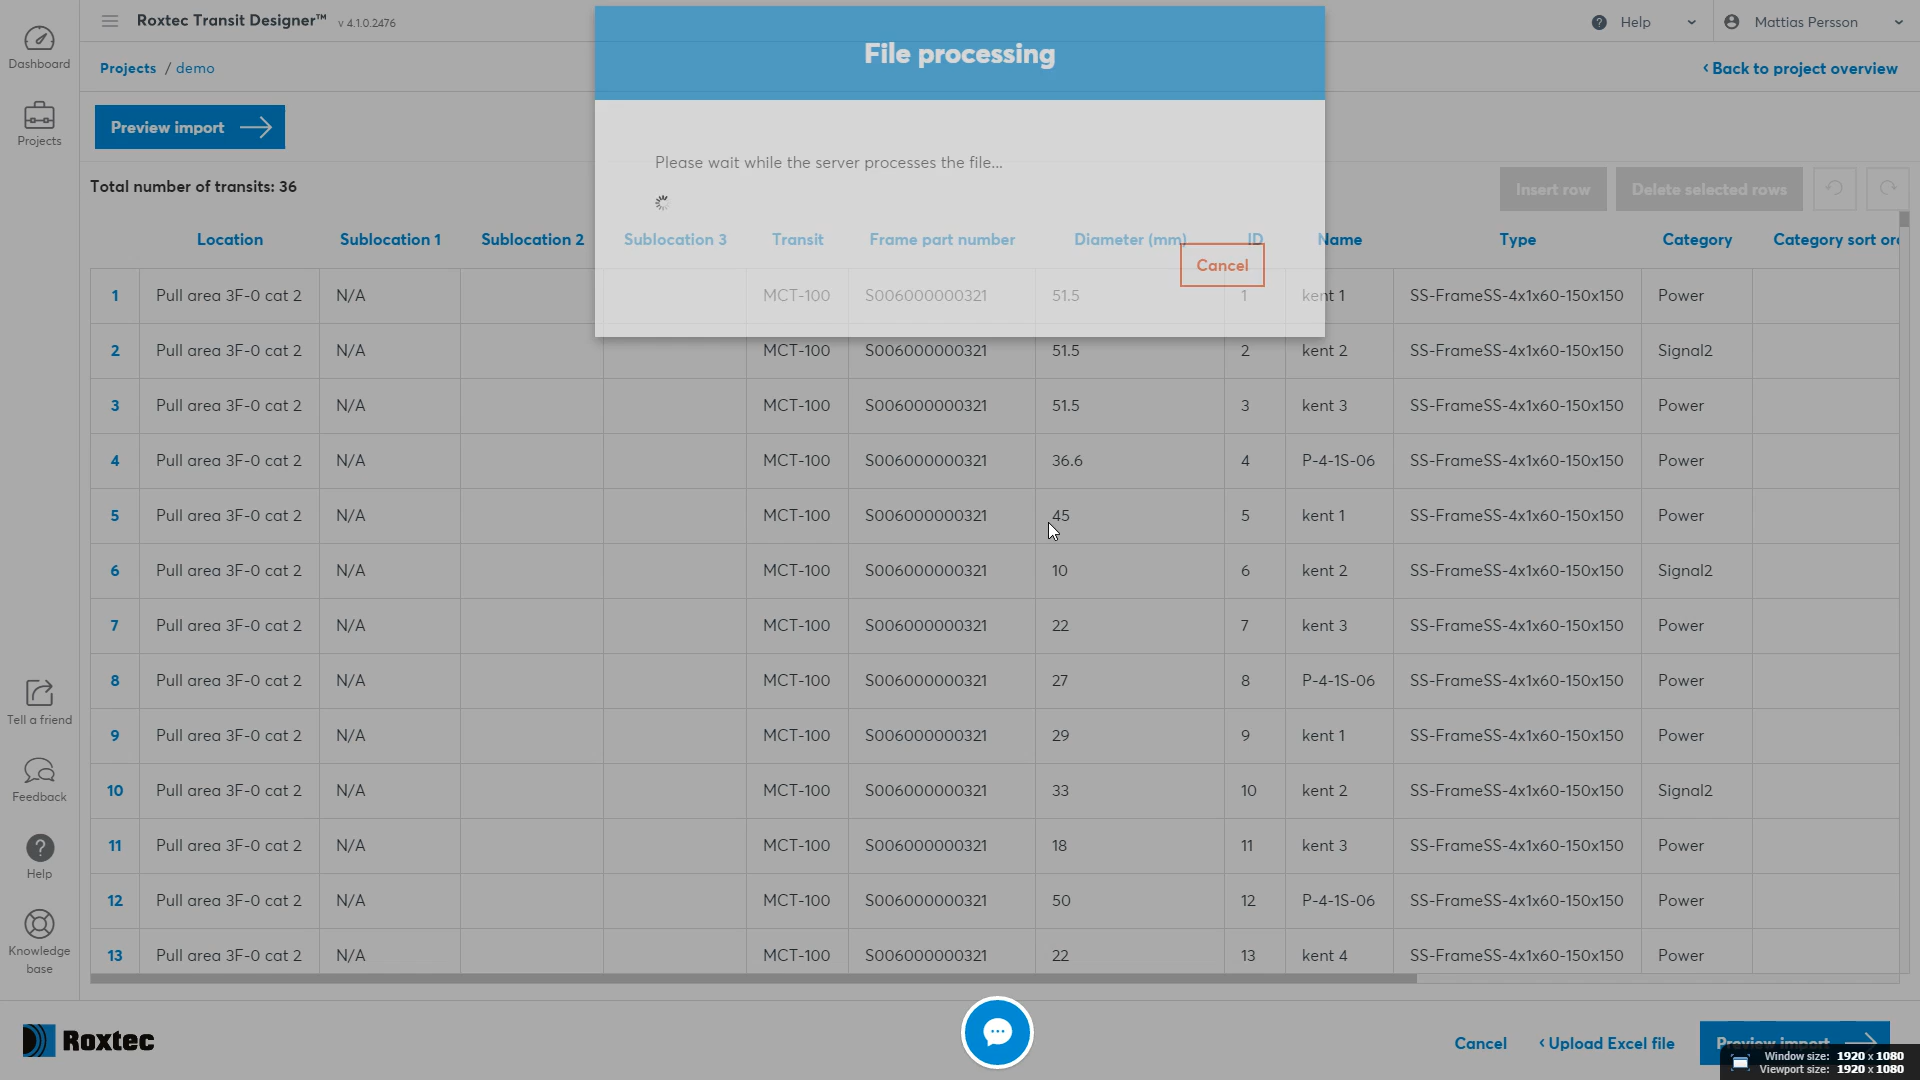 Roxtec Transit Designer™ v 4.1.0.2476
Help
Mattias Persson
File processing
Please wait while the server processes the file...
Cancel
Dashboard
Projects
Tell a friend
Feedback
Help
Knowledge
base
Projects / demo
‹ Back to project overview
Preview import
Total number of transits: 36
Insert row
Delete selected rows
Location Sublocation 1 Sublocation 2 Sublocation 3 Transit Frame part number Diameter (mm) ID Name Type Category Category sort
1 Pull area 3F-0 cat 2 N/A MCT-100 S006000000321 51.5 1 kent 1 SS-FrameSS-4x1x60-150x150 Power
2 Pull area 3F-0 cat 2 N/A MCT-100 S006000000321 51.5 2 kent 2 SS-FrameSS-4x1x60-150x150 Signal2
3 Pull area 3F-0 cat 2 N/A MCT-100 S006000000321 51.5 3 kent 3 SS-FrameSS-4x1x60-150x150 Power
4 Pull area 3F-0 cat 2 N/A MCT-100 S006000000321 36.6 4 P-4-1S-06 SS-FrameSS-4x1x60-150x150 Power
5 Pull area 3F-0 cat 2 N/A MCT-100 S006000000321 45 5 kent 1 SS-FrameSS-4x1x60-150x150 Power
6 Pull area 3F-0 cat 2 N/A MCT-100 S006000000321 10 6 kent 2 SS-FrameSS-4x1x60-150x150 Signal2
7 Pull area 3F-0 cat 2 N/A MCT-100 S006000000321 22 7 kent 3 SS-FrameSS-4x1x60-150x150 Power
8 Pull area 3F-0 cat 2 N/A MCT-100 S006000000321 27 8 P-4-1S-06 SS-FrameSS-4x1x60-150x150 Power
9 Pull area 3F-0 cat 2 N/A MCT-100 S006000000321 29 9 kent 1 SS-FrameSS-4x1x60-150x150 Power
10 Pull area 3F-0 cat 2 N/A MCT-100 S006000000321 33 10 kent 2 SS-FrameSS-4x1x60-150x150 Signal2
11 Pull area 3F-0 cat 2 N/A MCT-100 S006000000321 18 11 kent 3 SS-FrameSS-4x1x60-150x150 Power
12 Pull area 3F-0 cat 2 N/A MCT-100 S006000000321 50 12 P-4-1S-06 SS-FrameSS-4x1x60-150x150 Power
13 Pull area 3F-0 cat 2 N/A MCT-100 S006000000321 22 13 kent 4 SS-FrameSS-4x1x60-150x150 Power
Roxtec
Cancel
‹ Upload Excel file
Preview import
Window size: 1920 x 1080
Viewport size: 1920 x 1080